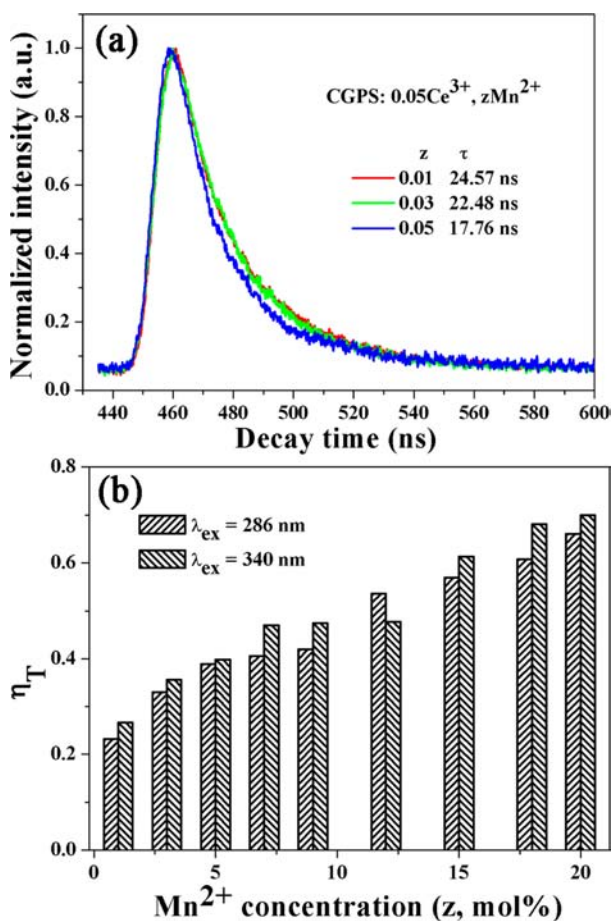 (a)
CGPS: 0.05Ce³⁺, zMn²⁺
z τ
0.01 24.57 ns
0.03 22.48 ns
0.05 17.76 ns
Normalized intensity (a.u.)
1.0
0.8
0.6
0.4
0.2
0.0
440 460 480 500 520 540 560 580 600
Decay time (ns)
(b)
λex = 286 nm
λex = 340 nm
ηT
0.8
0.6
0.4
0.2
0.0
0 5 10 15 20
Mn²⁺ concentration (z, mol%)